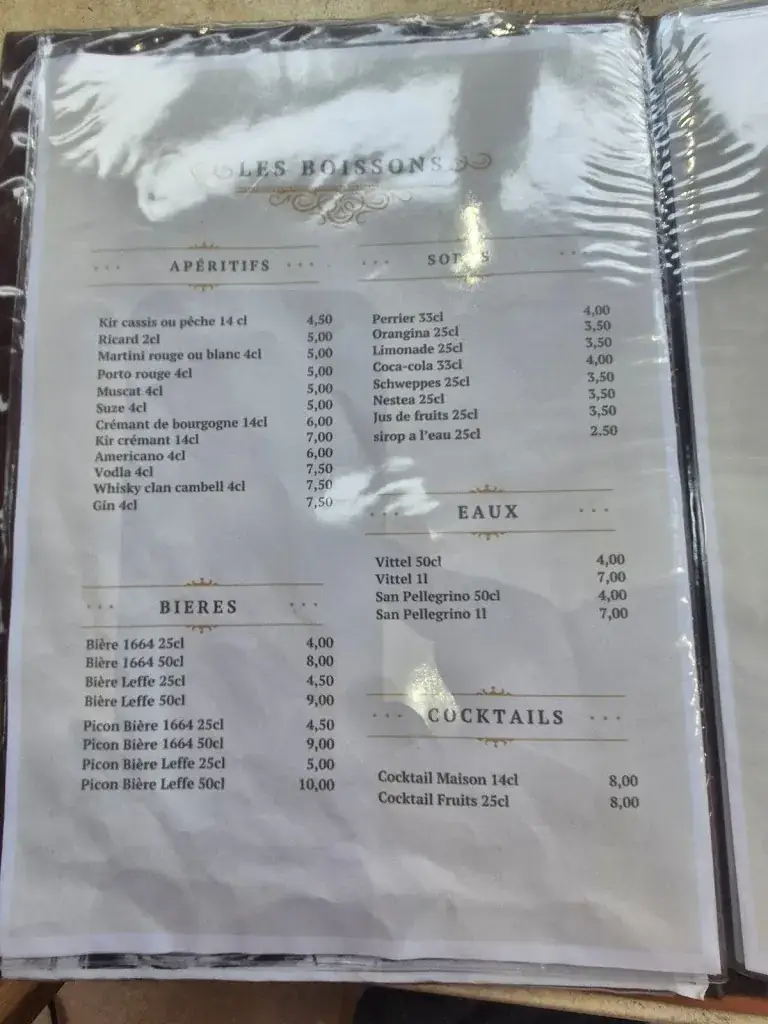 LES BOISSONS
APÉRITIFS
Kir cassis ou pêche 14 cl 4,50
Ricard 2cl 5,00
Martini rouge ou blanc 4cl 5,00
Porto rouge 4cl 5,00
Muscat 4cl 5,00
Suze 4cl 5,00
Crémant de bourgogne 14cl 6,00
Kir crémant 14cl 7,00
Americano 4cl 6,00
Vodla 4cl 7,50
Whisky clan cambell 4cl 7,50
Gin 4cl 7,50
BIERES
Bière 1664 25cl 4,00
Bière 1664 50cl 8,00
Bière Leffe 25cl 4,50
Bière Leffe 50cl 9,00
Picon Bière 1664 25cl 4,50
Picon Bière 1664 50cl 9,00
Picon Bière Leffe 25cl 5,00
Picon Bière Leffe 50cl 10,00
Perrier 33cl 4,00
Orangina 25cl 3,50
Limonade 25cl 3,50
Coca-cola 33cl 4,00
Schweppes 25cl 3,50
Nestea 25cl 3,50
Jus de fruits 25cl 3,50
sirop a l'eau 25cl 2.50
EAUX
Vittel 50cl 4,00
Vittel 1l 7,00
San Pellegrino 50cl 4,00
San Pellegrino 1l 7,00
COCKTAILS
Cocktail Maison 14cl 8,00
Cocktail Fruits 25cl 8,00